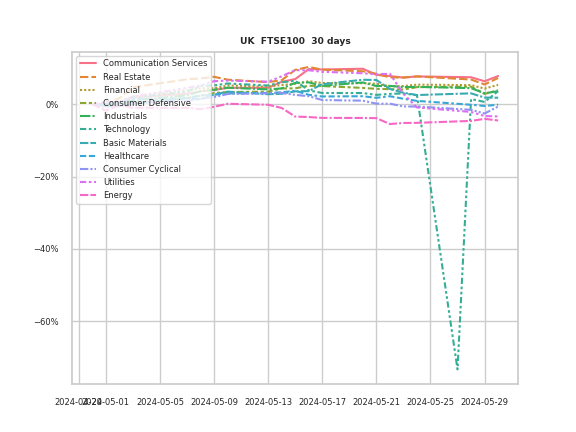 UK  FTSE100  30 days
Communication Services
Real Estate
Financial
Consumer Defensive
Industrials
Technology
Basic Materials
Healthcare
Consumer Cyclical
Utilities
Energy
0%
−20%
−40%
−60%
2024-05-01 2024-05-05 2024-05-09 2024-05-13 2024-05-17 2024-05-21 2024-05-25 2024-05-29